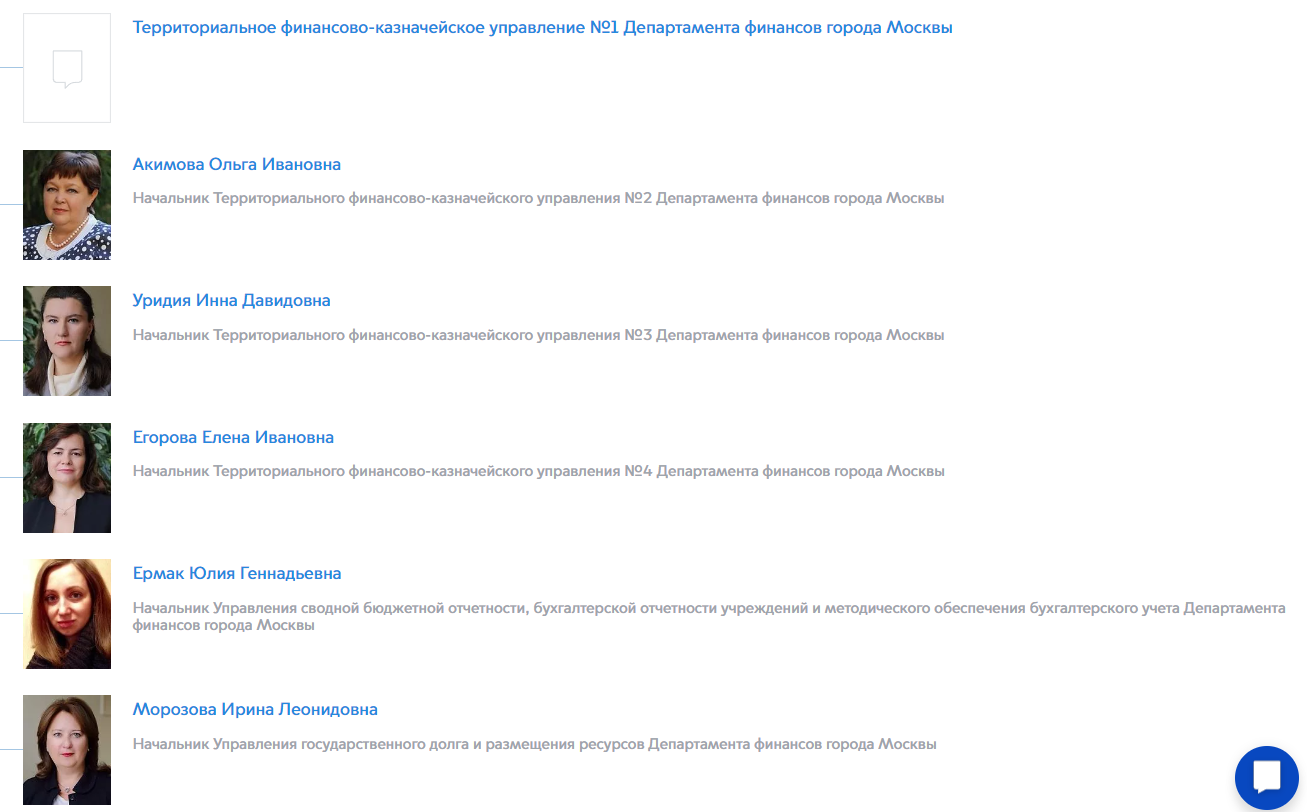 Территориальное финансово-казначейское управление №1 Департамента финансов города Москвы
Акимова Ольга Ивановна
Начальник Территориального финансово-казначейского управления №2 Департамента финансов города Москвы
Уридия Инна Давидовна
Начальник Территориального финансово-казначейского управления №3 Департамента финансов города Москвы
Егорова Елена Ивановна
Начальник Территориального финансово-казначейского управления №4 Департамента финансов города Москвы
Ермак Юлия Геннадьевна
Начальник Управления сводной бюджетной отчетности, бухгалтерской отчетности учреждений и методического обеспечения бухгалтерского учета Департамента
финансов города Москвы
Морозова Ирина Леонидовна
Начальник Управления государственного долга и размещения ресурсов Департамента финансов города Москвы